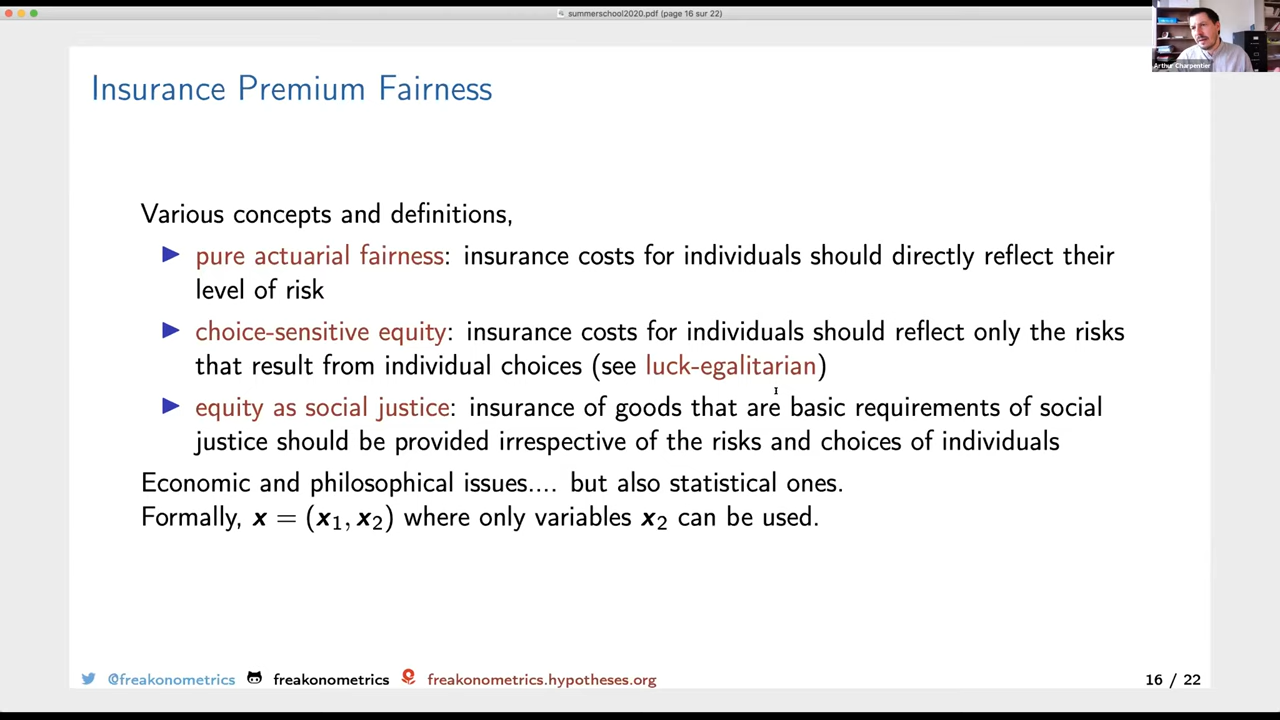 summerschool2020.pdf (page 16 sur 22)
Arthur Charpentier
Insurance Premium Fairness
Various concepts and definitions,
pure actuarial fairness: insurance costs for individuals should directly reflect their
level of risk
choice-sensitive equity: insurance costs for individuals should reflect only the risks
that result from individual choices (see luck-egalitarian)
equity as social justice: insurance of goods that are basic requirements of social
justice should be provided irrespective of the risks and choices of individuals
Economic and philosophical issues.... but also statistical ones.
Formally, x = (x₁, x₂) where only variables x₂ can be used.
@freakonometrics freakonometrics freakonometrics.hypotheses.org 16 / 22